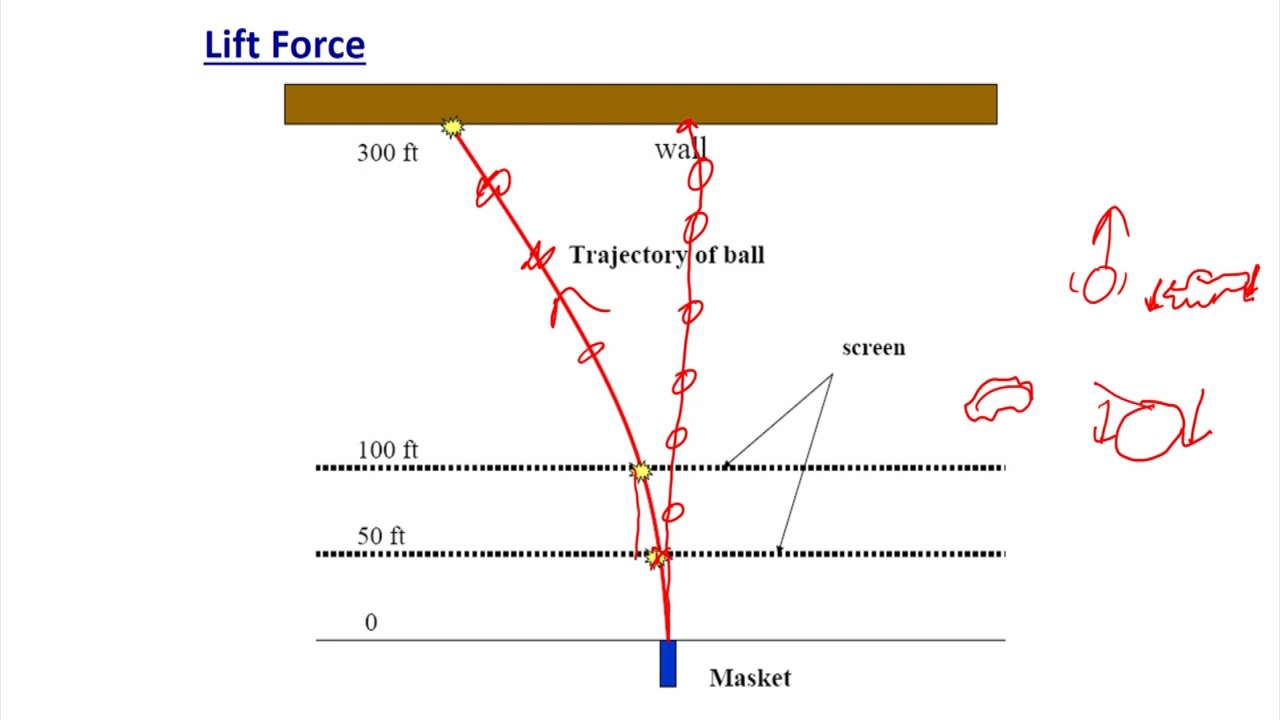 Lift Force
wall
300 ft
Trajectory of ball
screen
100 ft
50 ft
0
Masket